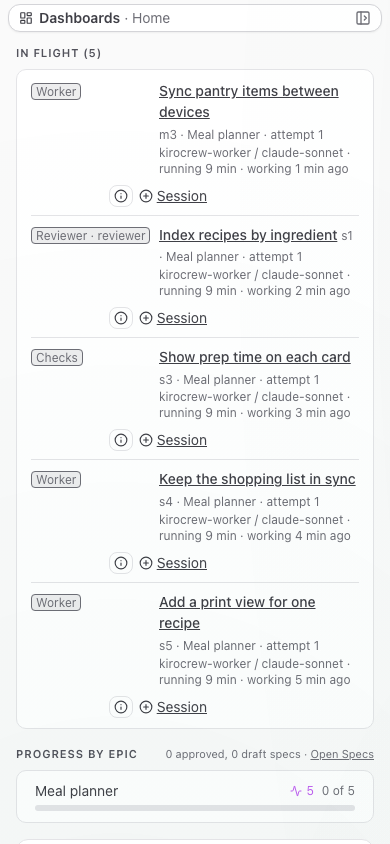 Dashboards · Home
IN FLIGHT (5)
Worker
Sync pantry items between
devices
m3 · Meal planner · attempt 1
kirocrew-worker / claude-sonnet ·
running 9 min · working 1 min ago
Session
Reviewer · reviewer
Index recipes by ingredient s1
· Meal planner · attempt 1
kirocrew-worker / claude-sonnet ·
running 9 min · working 2 min ago
Session
Checks
Show prep time on each card
s3 · Meal planner · attempt 1
kirocrew-worker / claude-sonnet ·
running 9 min · working 3 min ago
Session
Worker
Keep the shopping list in sync
s4 · Meal planner · attempt 1
kirocrew-worker / claude-sonnet ·
running 9 min · working 4 min ago
Session
Worker
Add a print view for one
recipe
s5 · Meal planner · attempt 1
kirocrew-worker / claude-sonnet ·
running 9 min · working 5 min ago
Session
PROGRESS BY EPIC 0 approved, 0 draft specs · Open Specs
Meal planner 5 0 of 5